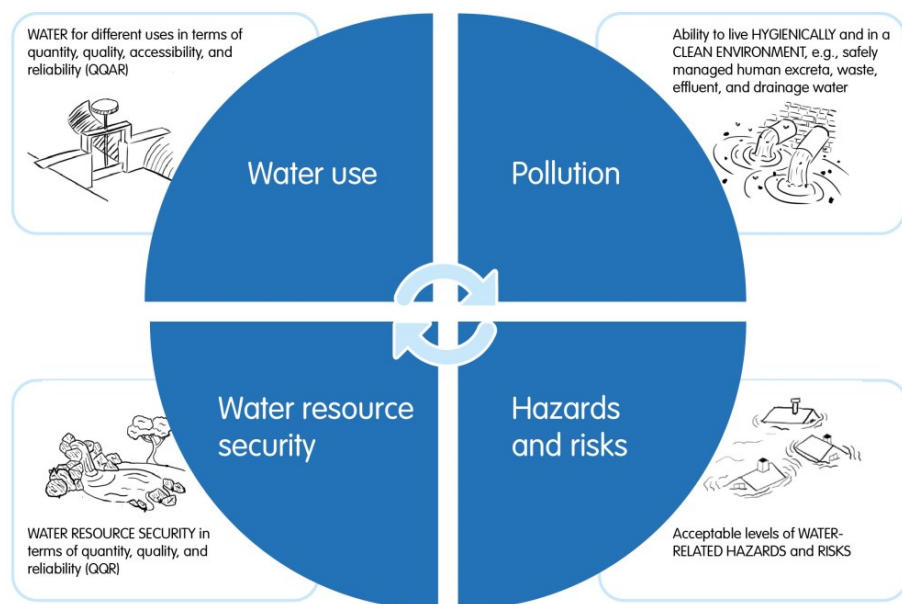 WATER for different uses in terms of
quantity, quality, accessibility, and
reliability (QQAR)
Ability to live HYGIENICALLY and in a
CLEAN ENVIRONMENT, e.g., safely
managed human excreta, waste,
effluent, and drainage water
Water use
Pollution
Water resource
security
Hazards
and risks
WATER RESOURCE SECURITY in
terms of quantity, quality, and
reliability (QQR)
Acceptable levels of WATER-
RELATED HAZARDS and RISKS